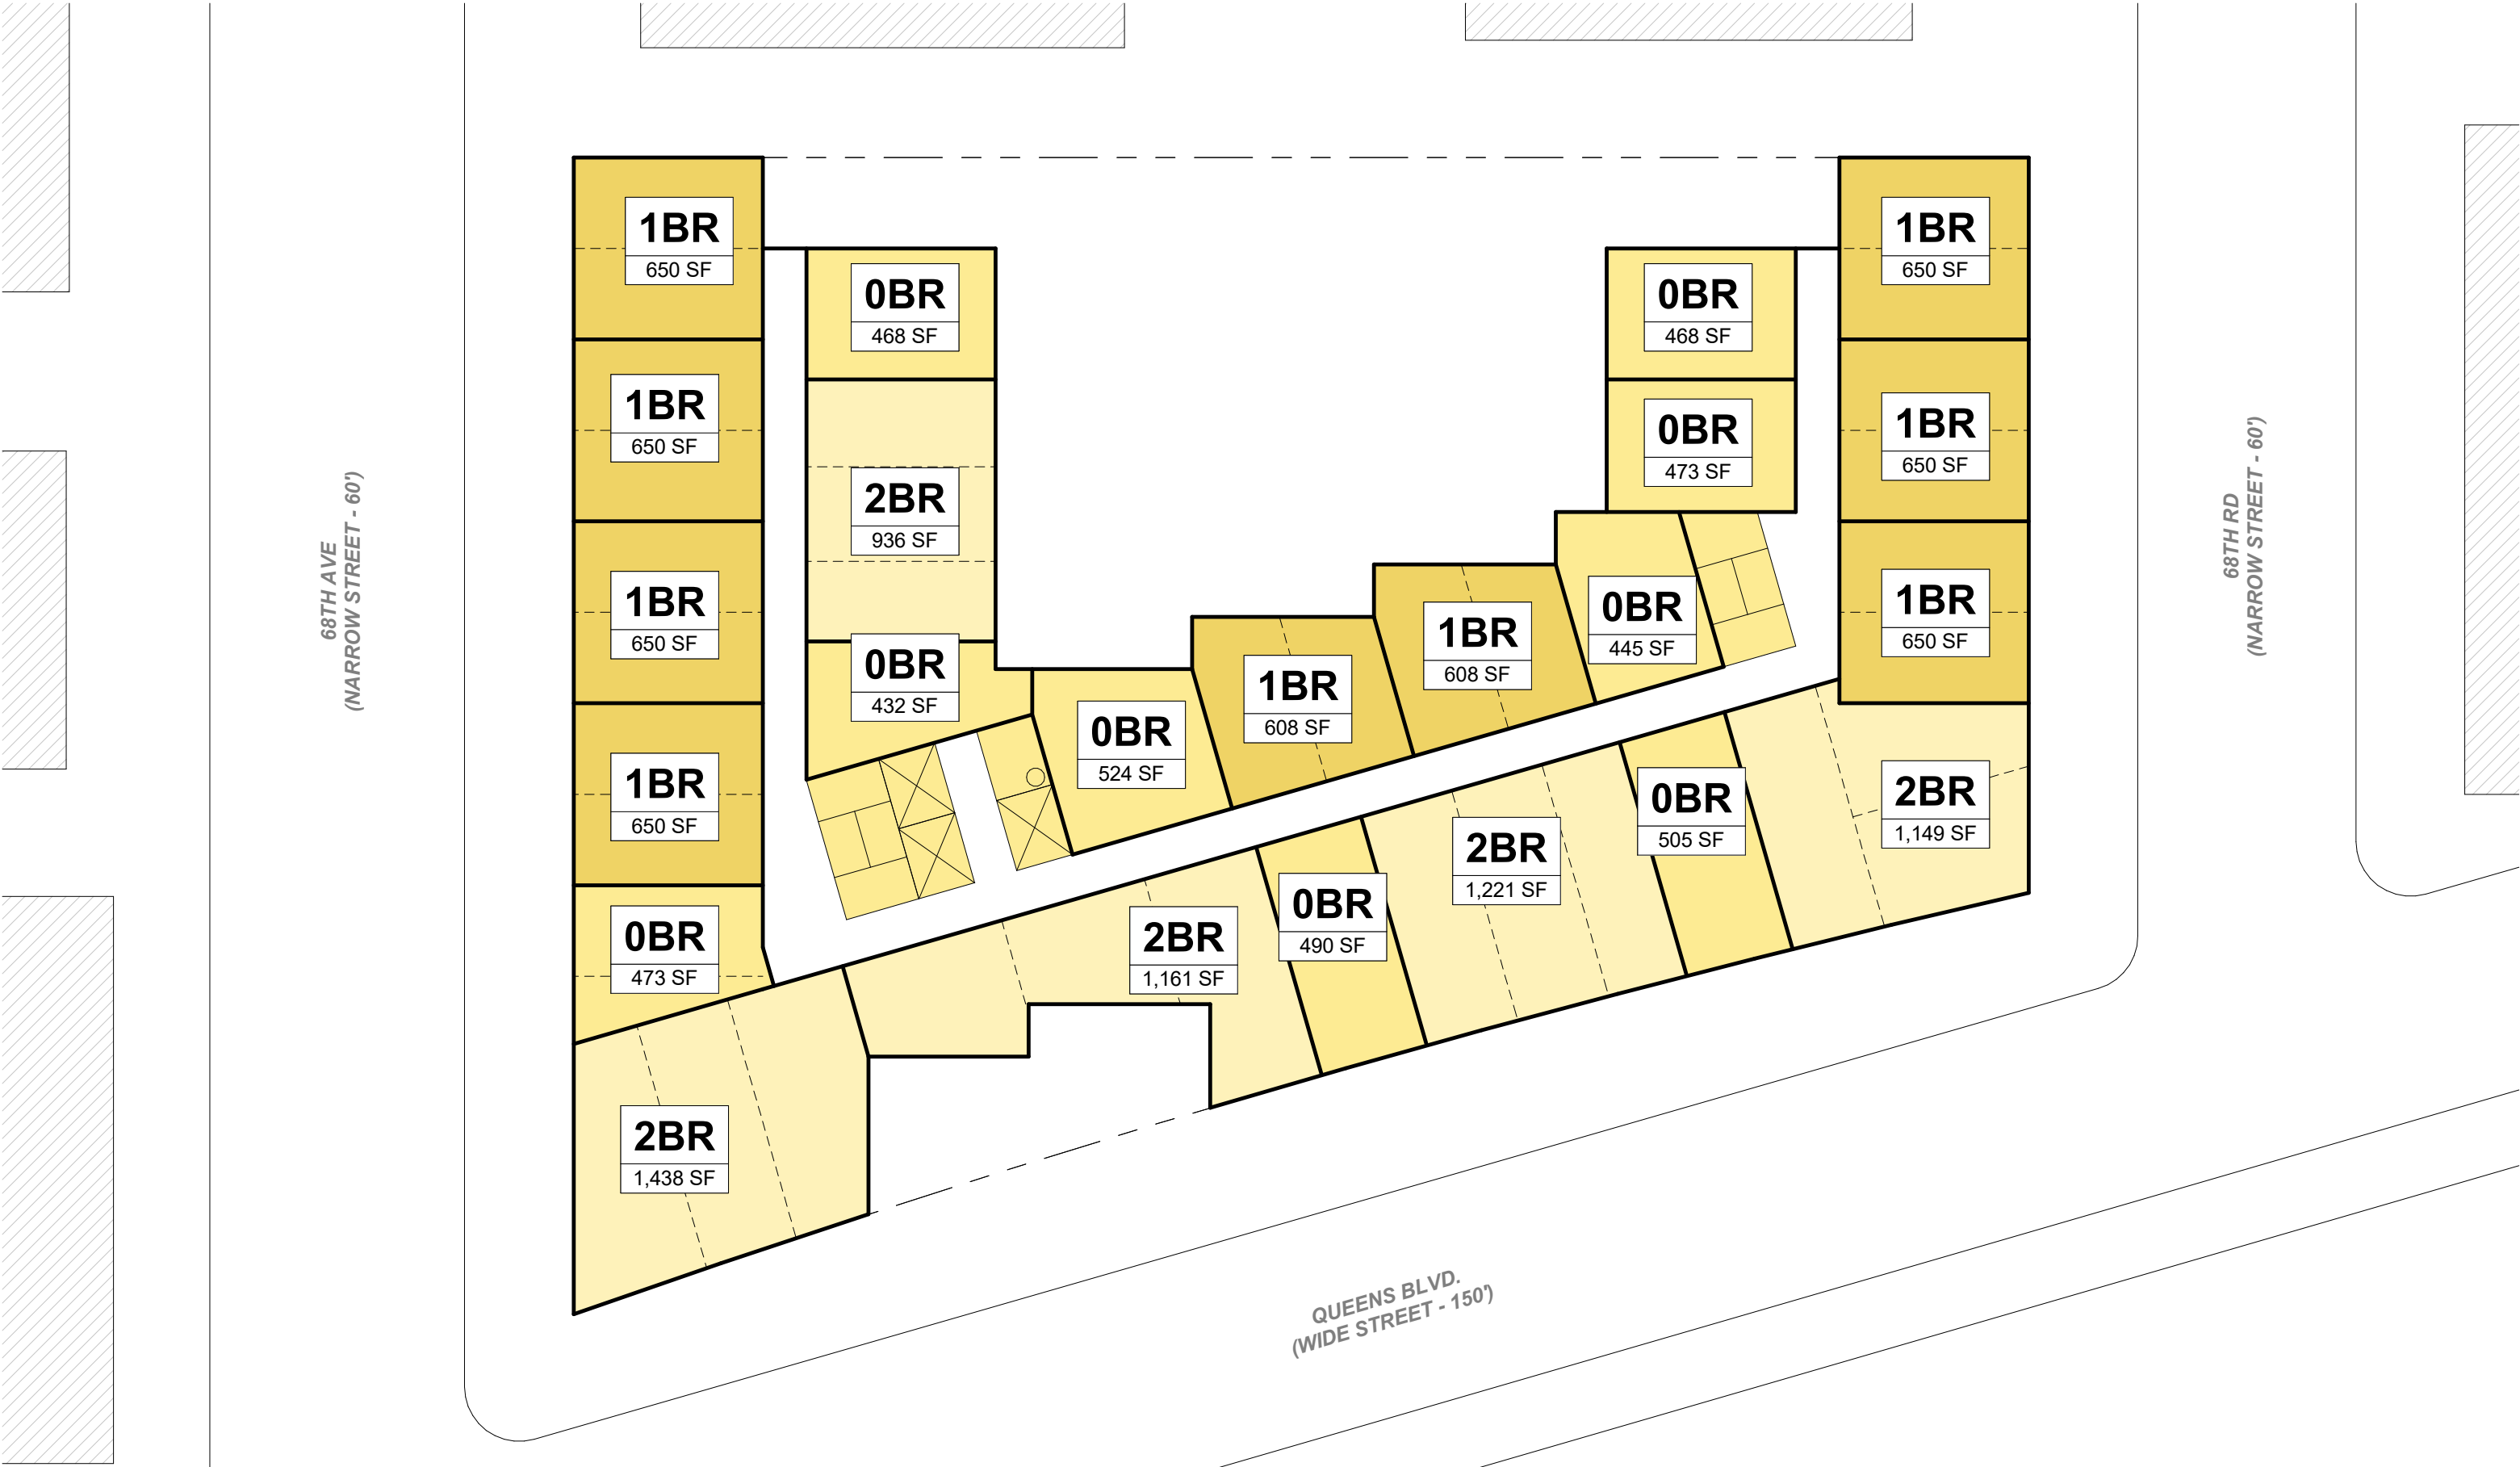 1BR
650 SF
1BR
650 SF
0BR
468 SF
0BR
468 SF
1BR
650 SF
1BR
650 SF
0BR
473 SF
2BR
936 SF
68TH AVE
(NARROW STREET - 60')
68TH RD
(NARROW STREET - 60')
1BR
650 SF
1BR
650 SF
0BR
445 SF
1BR
608 SF
0BR
432 SF
1BR
608 SF
0BR
524 SF
1BR
650 SF
2BR
1,149 SF
0BR
505 SF
2BR
1,221 SF
0BR
490 SF
0BR
473 SF
2BR
1,161 SF
2BR
1,438 SF
QUEENS BLVD.
(WIDE STREET - 150')